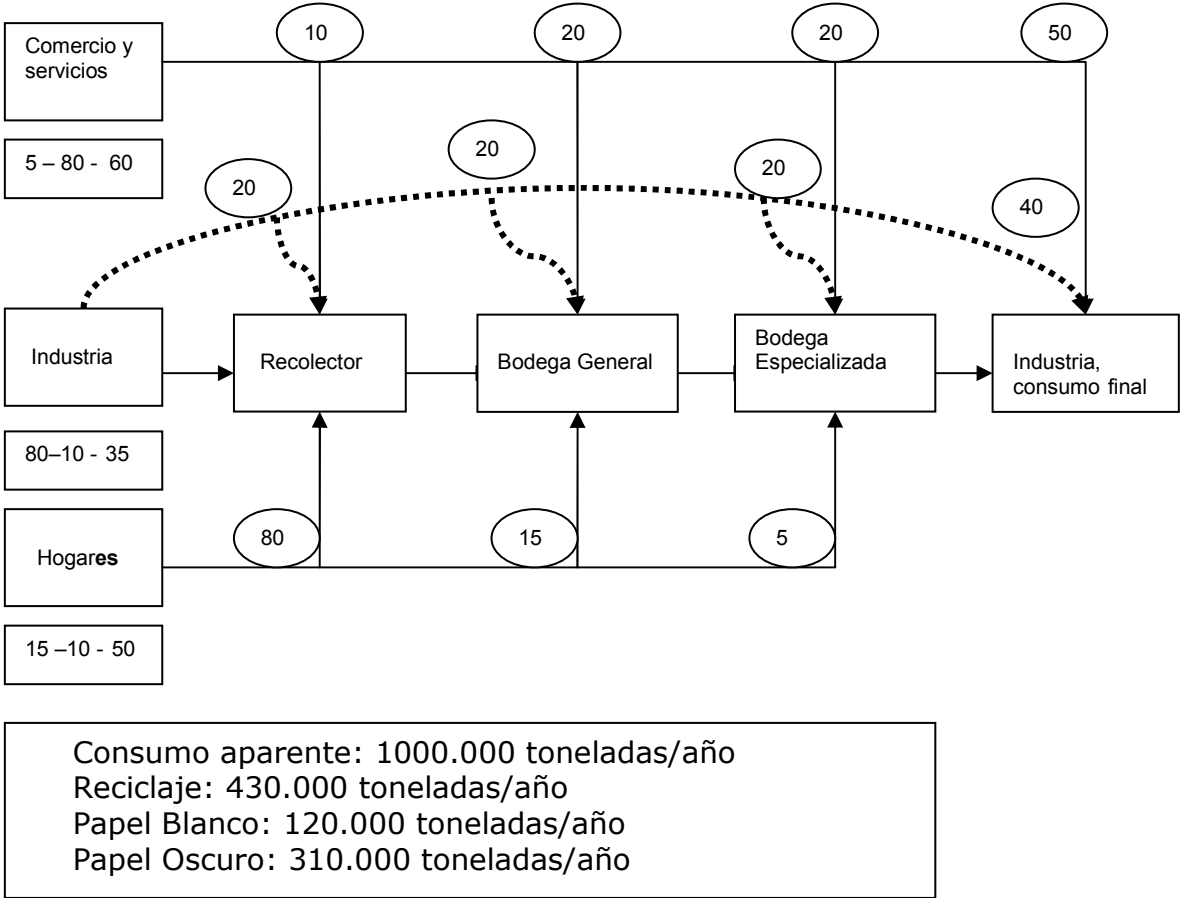 10
20
20
50
Comercio y
servicios
5 – 80 - 60
20
20
20
40
Industria
Recolector
Bodega General
Bodega
Especializada
Industria,
consumo final
80–10 - 35
Hogares
80
15
5
15 –10 - 50
Consumo aparente: 1000.000 toneladas/año
Reciclaje: 430.000 toneladas/año
Papel Blanco: 120.000 toneladas/año
Papel Oscuro: 310.000 toneladas/año